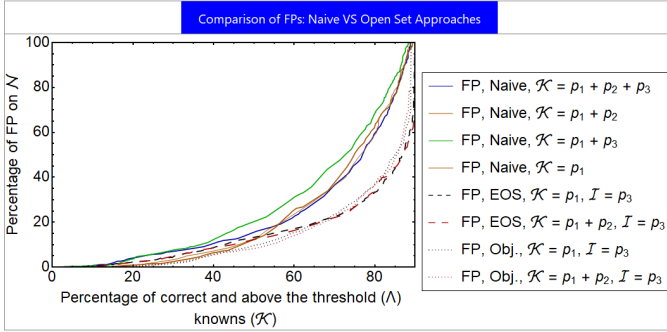 Comparison of FPs: Naive VS Open Set Approaches
100
80
60
40
20
0
Percentage of FP on 𝒩
0 20 40 60 80
Percentage of correct and above the threshold (Λ)
knowns (𝒦)
FP, Naive, 𝒦 = p₁ + p₂ + p₃
FP, Naive, 𝒦 = p₁ + p₂
FP, Naive, 𝒦 = p₁ + p₃
FP, Naive, 𝒦 = p₁
FP, EOS, 𝒦 = p₁, ℐ = p₃
FP, EOS, 𝒦 = p₁ + p₂, ℐ = p₃
FP, Obj., 𝒦 = p₁, ℐ = p₃
FP, Obj., 𝒦 = p₁ + p₂, ℐ = p₃